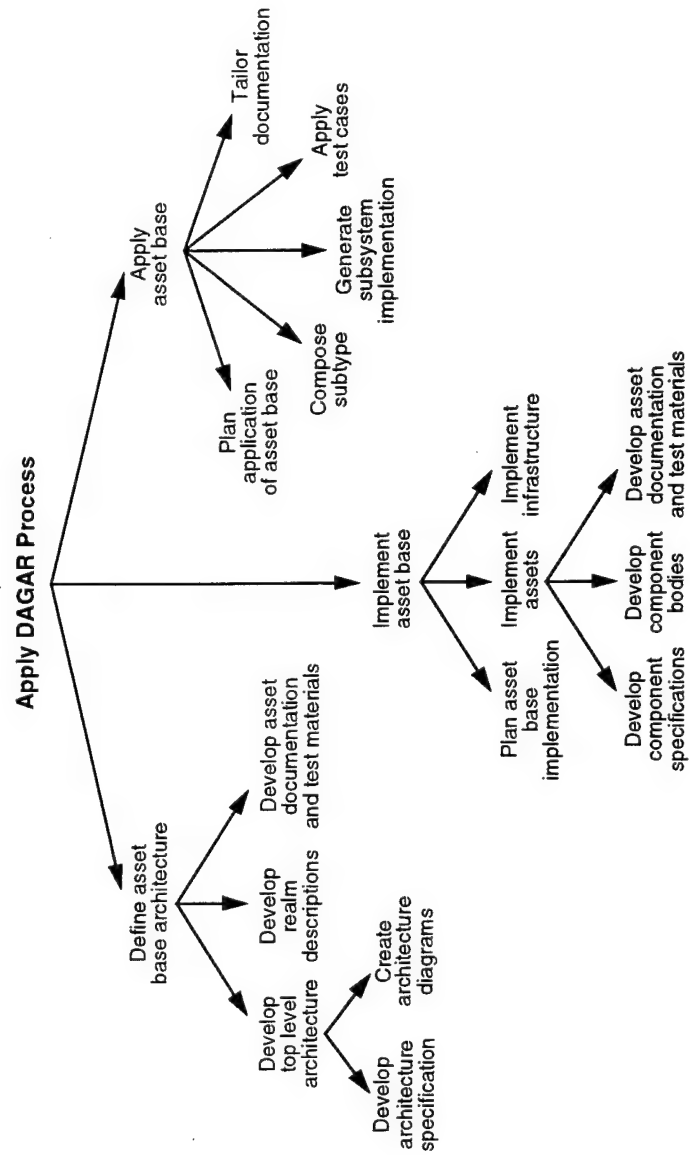 Apply DAGAR Process
Define asset
base architecture
Develop
top level
architecture
Develop
architecture
specification
Create
architecture
diagrams
Develop
realm
descriptions
Develop asset
documentation
and test materials
Implement
asset base
Plan asset
base
implementation
Implement
assets
Develop
component
specifications
Develop
component
bodies
Develop asset
documentation
and test materials
Implement
infrastructure
Apply
asset base
Plan
application
of asset base
Compose
subtype
Generate
subsystem
implementation
Apply
test cases
Tailor
documentation